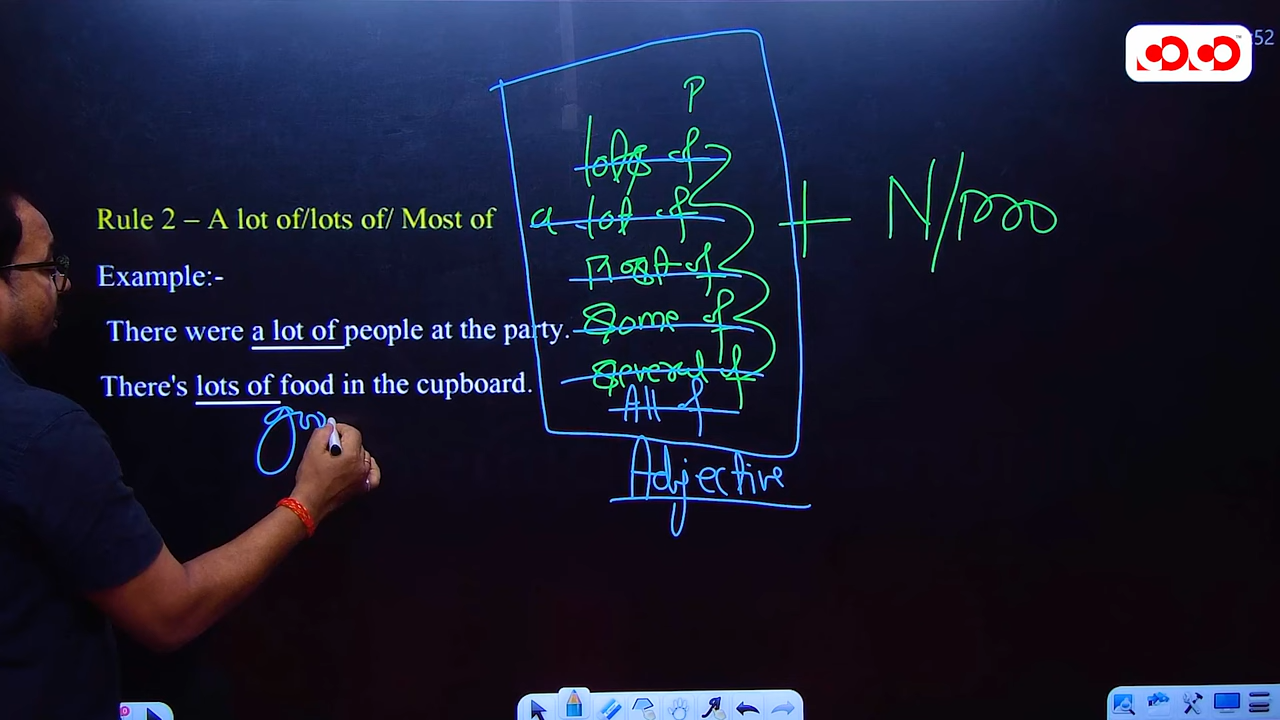 :52
P
lots of
Rule 2 – A lot of/lots of/ Most of
a lot of + N/pro
Example:-
Most of
There were a lot of people at the party.
Some of
There's lots of food in the cupboard.
Several of
All of
Adjective